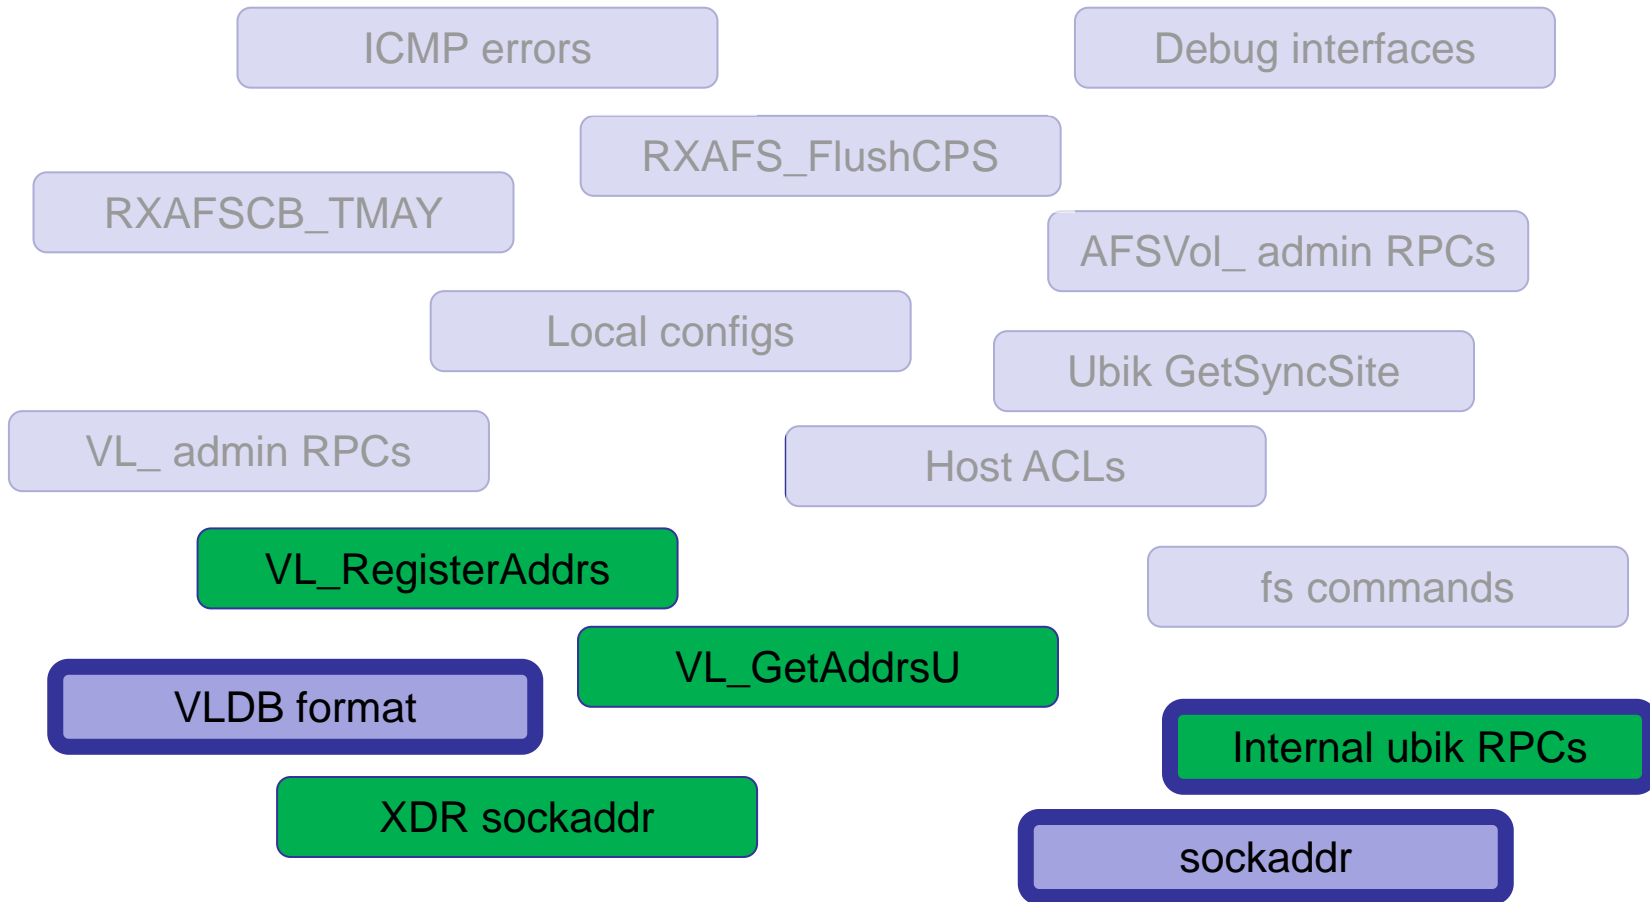 ICMP errors
Debug interfaces
RXAFS_FlushCPS
RXAFSCB_TMAY
AFSVol_ admin RPCs
Local configs
Ubik GetSyncSite
VL_ admin RPCs
Host ACLs
VL_RegisterAddrs
fs commands
VL_GetAddrsU
VLDB format
Internal ubik RPCs
XDR sockaddr
sockaddr